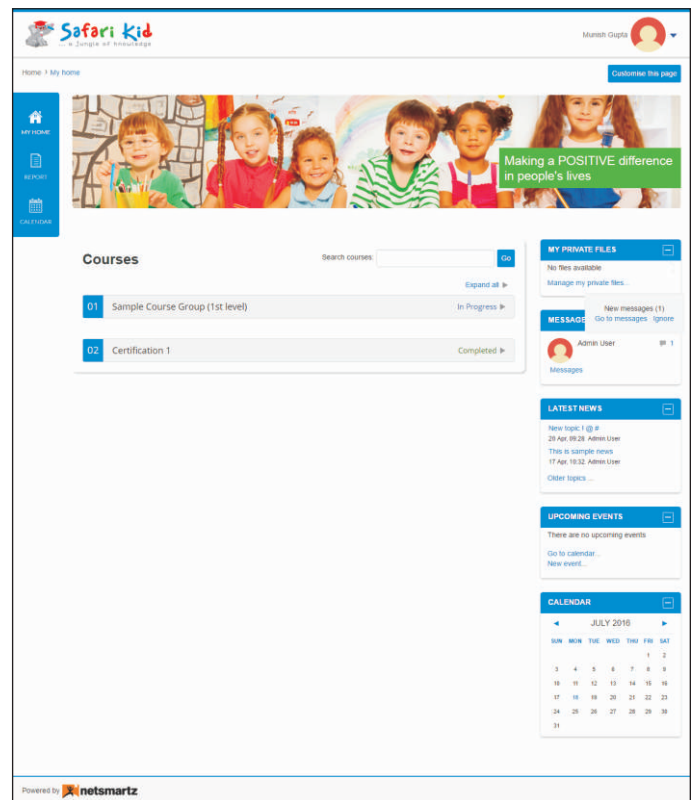 Safari Kid
... a Jungle of knowledge
Munish Gupta
Home › My home
Customise this page
MY HOME
REPORT
CALENDAR
Making a POSITIVE difference
in people's lives
Courses
Search courses:
Go
Expand all
01 Sample Course Group (1st level) In Progress
02 Certification 1 Completed
MY PRIVATE FILES
No files available
Manage my private files...
New messages (1)
Go to messages Ignore
MESSAGE
Admin User 1
Messages
LATEST NEWS
New topic ! @ #
26 Apr, 09:28 Admin User
This is sample news
17 Apr, 10:32 Admin User
Older topics ...
UPCOMING EVENTS
There are no upcoming events
Go to calendar...
New event...
CALENDAR
JULY 2016
SUN MON TUE WED THU FRI SAT
1 2
3 4 5 6 7 8 9
10 11 12 13 14 15 16
17 18 19 20 21 22 23
24 25 26 27 28 29 30
31
Powered by netsmartz